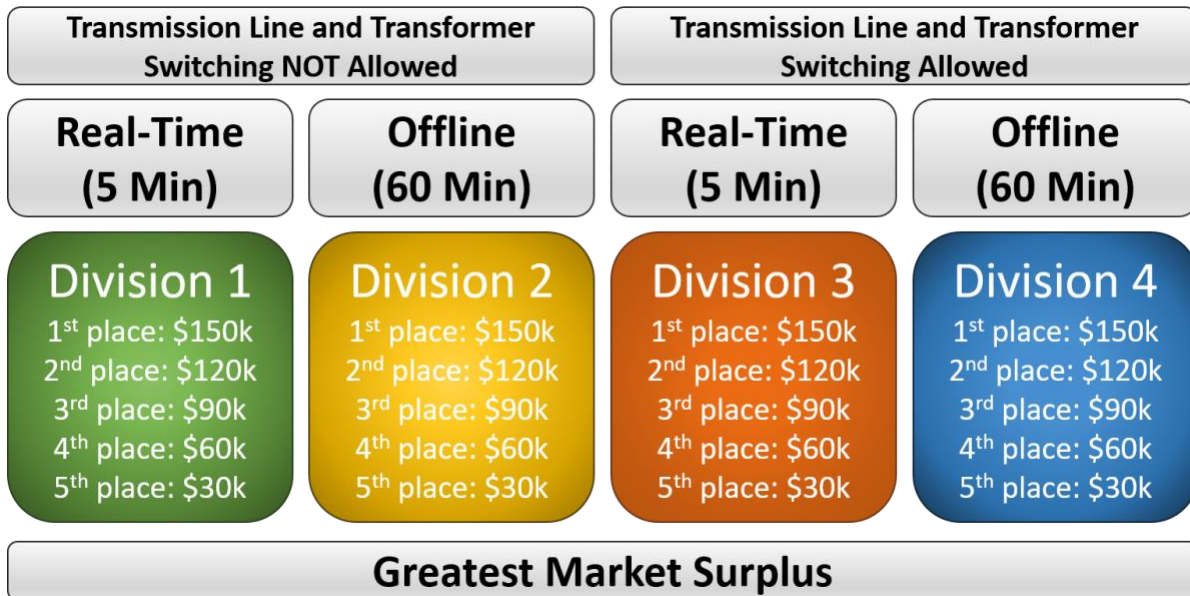 Transmission Line and Transformer
Switching NOT Allowed
Transmission Line and Transformer
Switching Allowed
Real-Time
(5 Min)
Offline
(60 Min)
Real-Time
(5 Min)
Offline
(60 Min)
Division 1
1st place: $150k
2nd place: $120k
3rd place: $90k
4th place: $60k
5th place: $30k
Division 2
1st place: $150k
2nd place: $120k
3rd place: $90k
4th place: $60k
5th place: $30k
Division 3
1st place: $150k
2nd place: $120k
3rd place: $90k
4th place: $60k
5th place: $30k
Division 4
1st place: $150k
2nd place: $120k
3rd place: $90k
4th place: $60k
5th place: $30k
Greatest Market Surplus